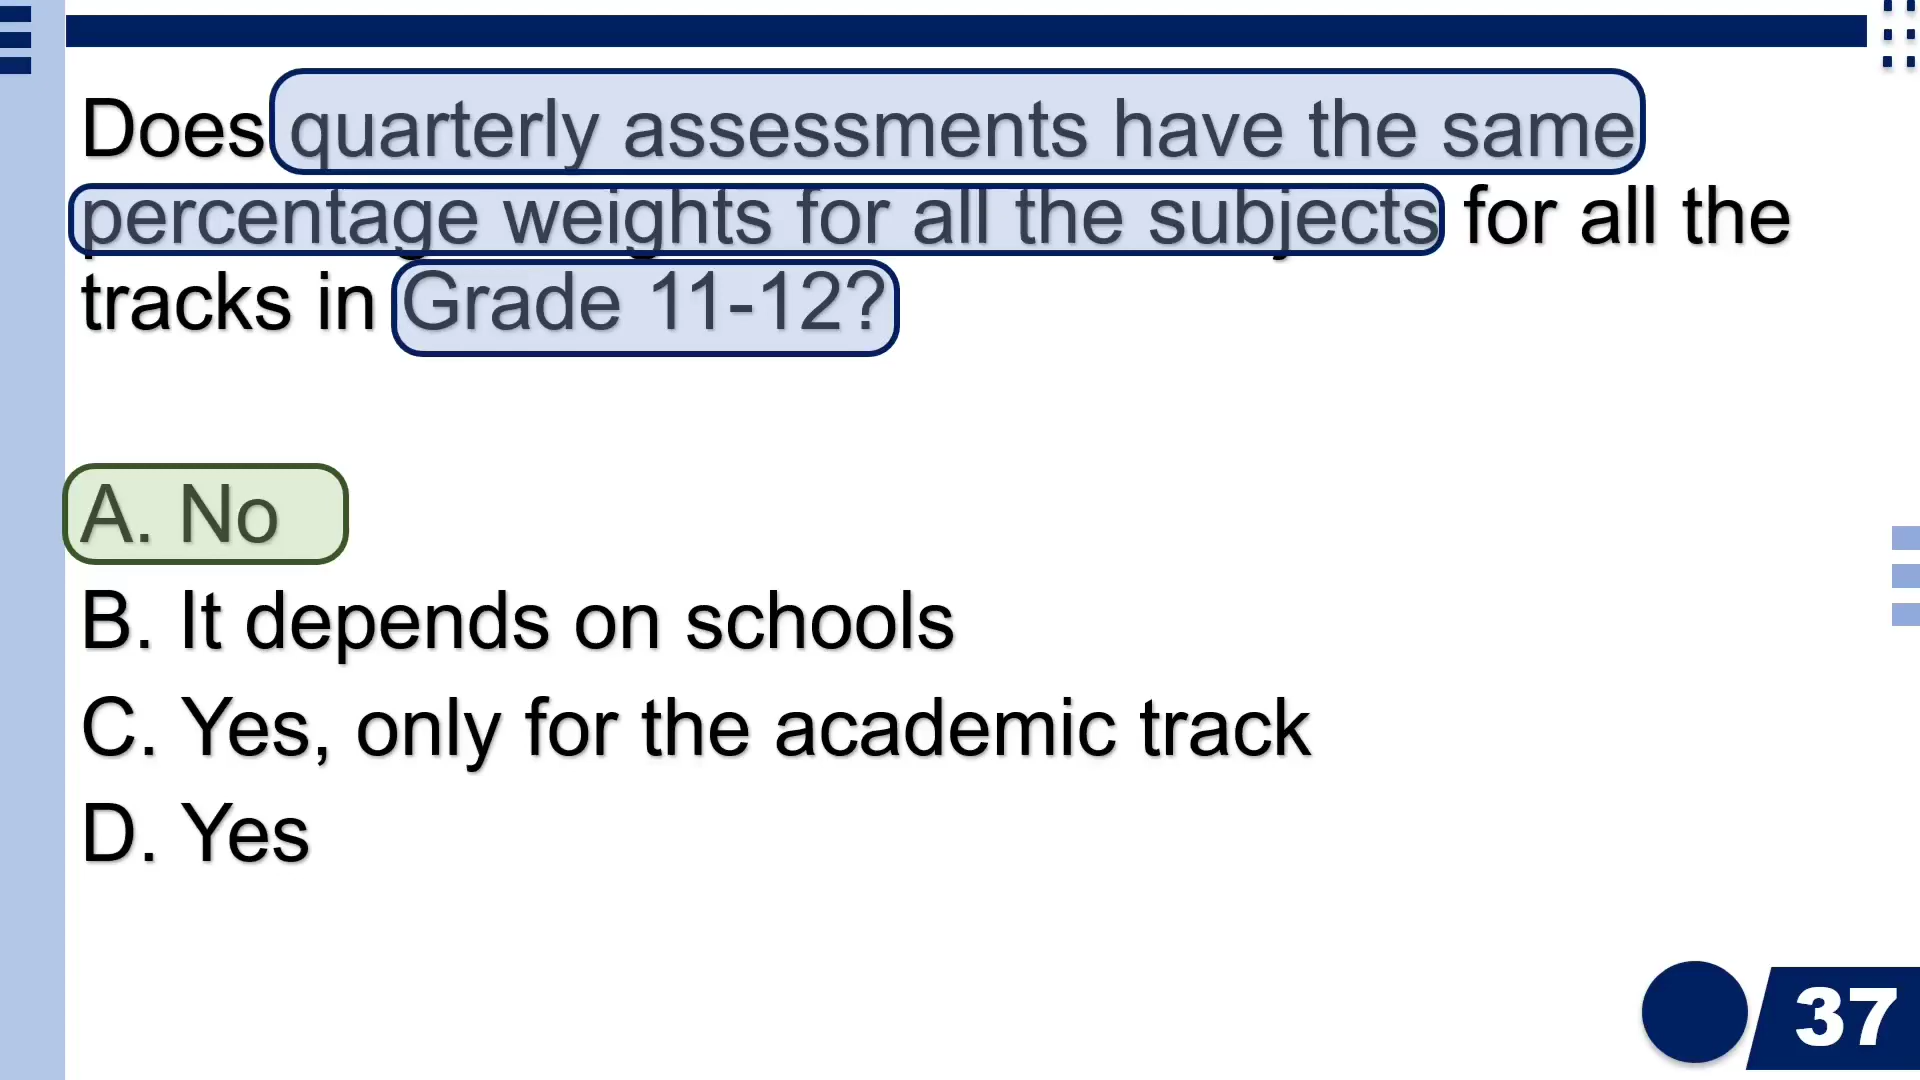 Does quarterly assessments have the same
percentage weights for all the subjects for all the
tracks in Grade 11-12?
A. No
B. It depends on schools
C. Yes, only for the academic track
D. Yes
37